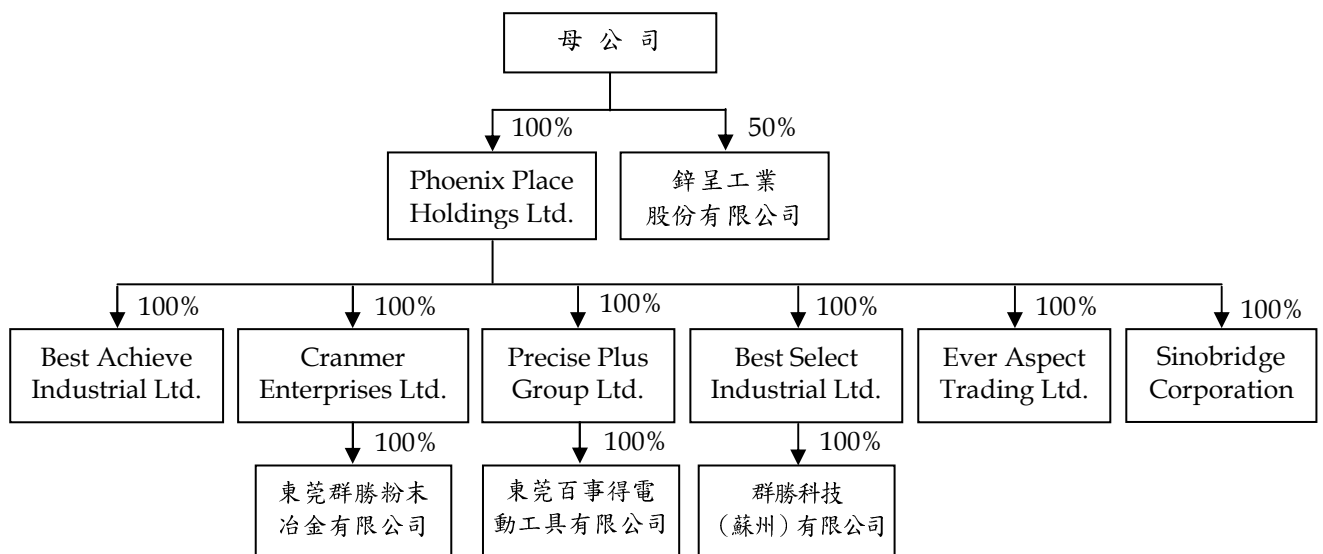 母公司
100%
50%
Phoenix Place
Holdings Ltd.
鋅呈工業
股份有限公司
100%
100%
100%
100%
100%
100%
Best Achieve
Industrial Ltd.
Cranmer
Enterprises Ltd.
Precise Plus
Group Ltd.
Best Select
Industrial Ltd.
Ever Aspect
Trading Ltd.
Sinobridge
Corporation
100%
100%
100%
東莞群勝粉末
冶金有限公司
東莞百事得電
動工具有限公司
群勝科技
（蘇州）有限公司